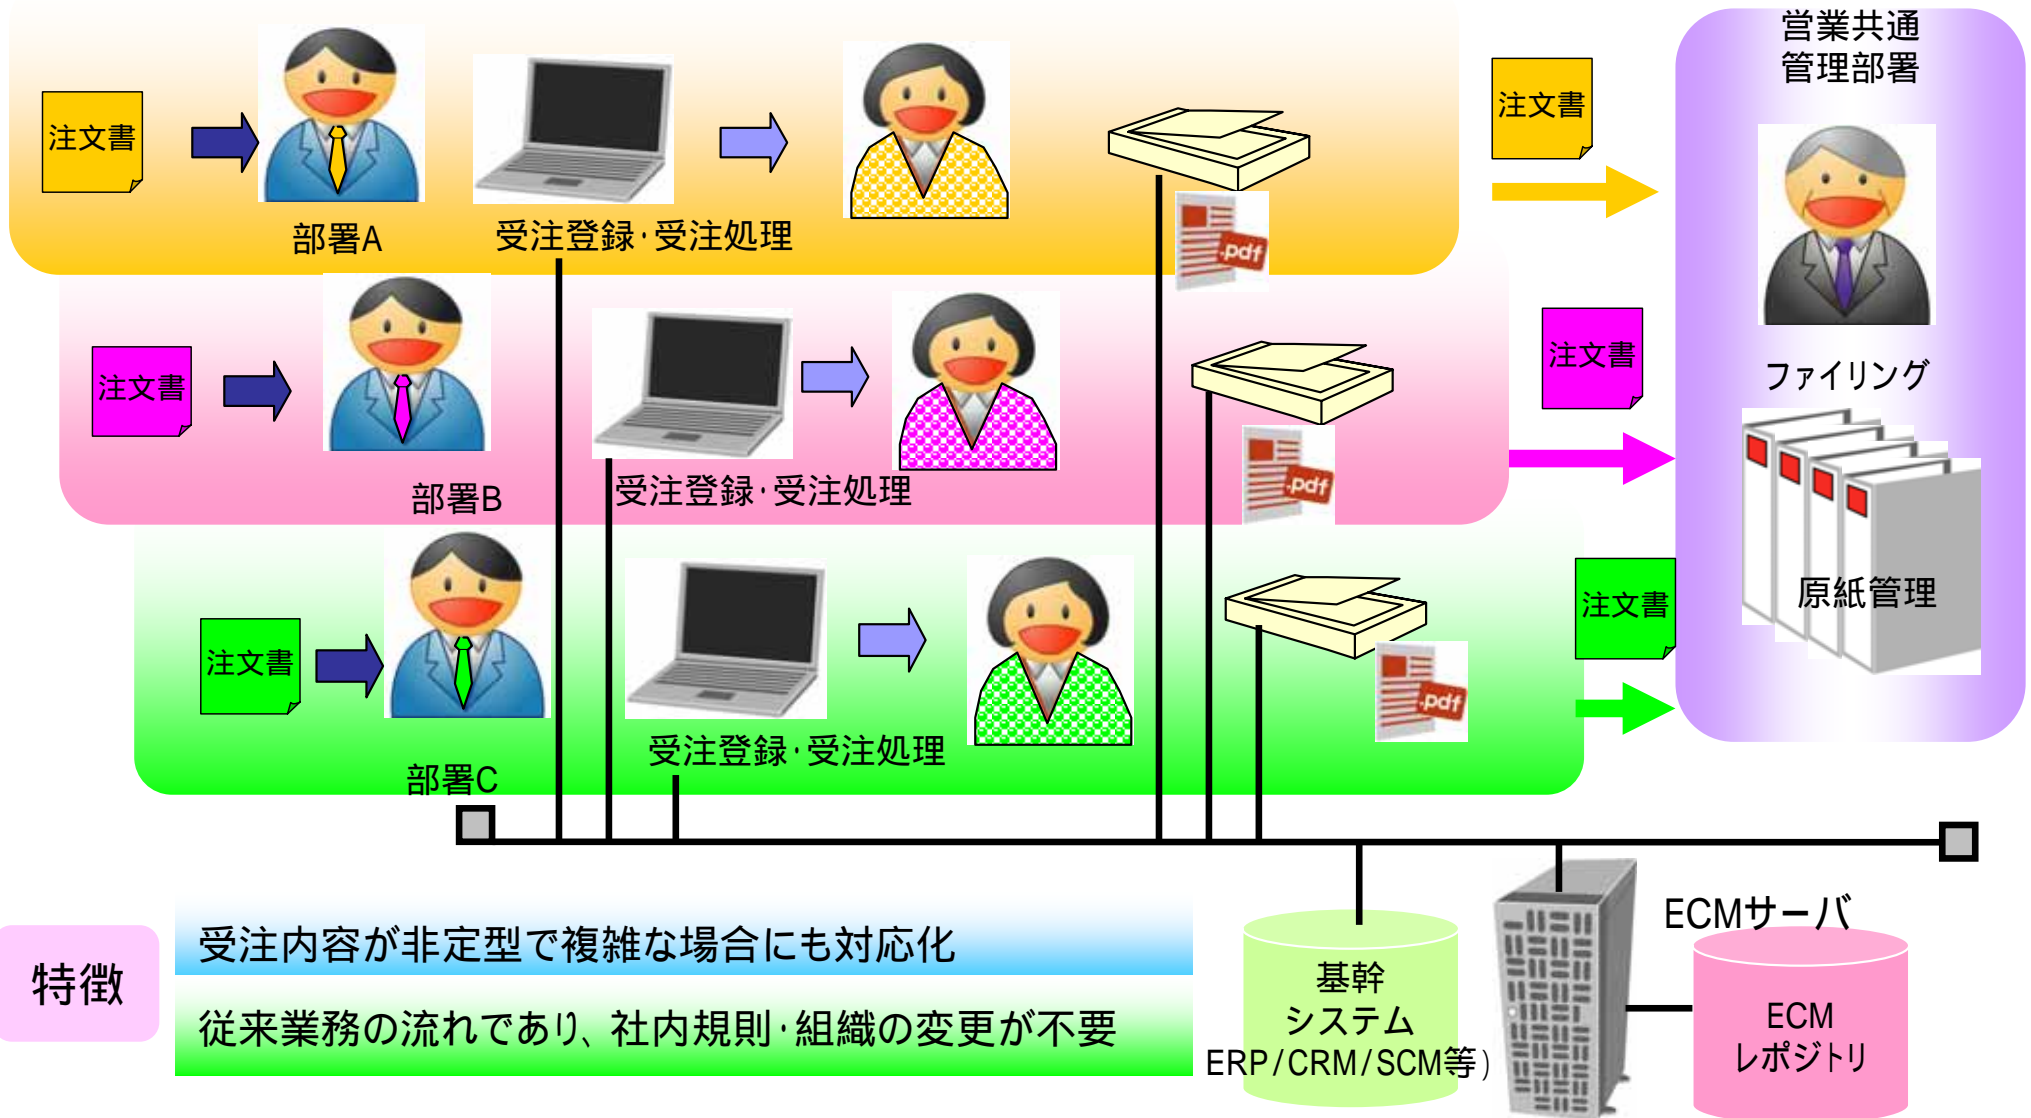 営業共通
管理部署
注文書
注文書
部署A
受注登録・受注処理
.pdf
ファイリング
注文書
注文書
部署B
受注登録・受注処理
.pdf
原紙管理
注文書
注文書
部署C
受注登録・受注処理
.pdf
特徴
受注内容が非定型で複雑な場合にも対応化
従来業務の流れであり、社内規則・組織の変更が不要
基幹
システム
ERP/CRM/SCM等)
ECMサーバ
ECM
レポジトリ